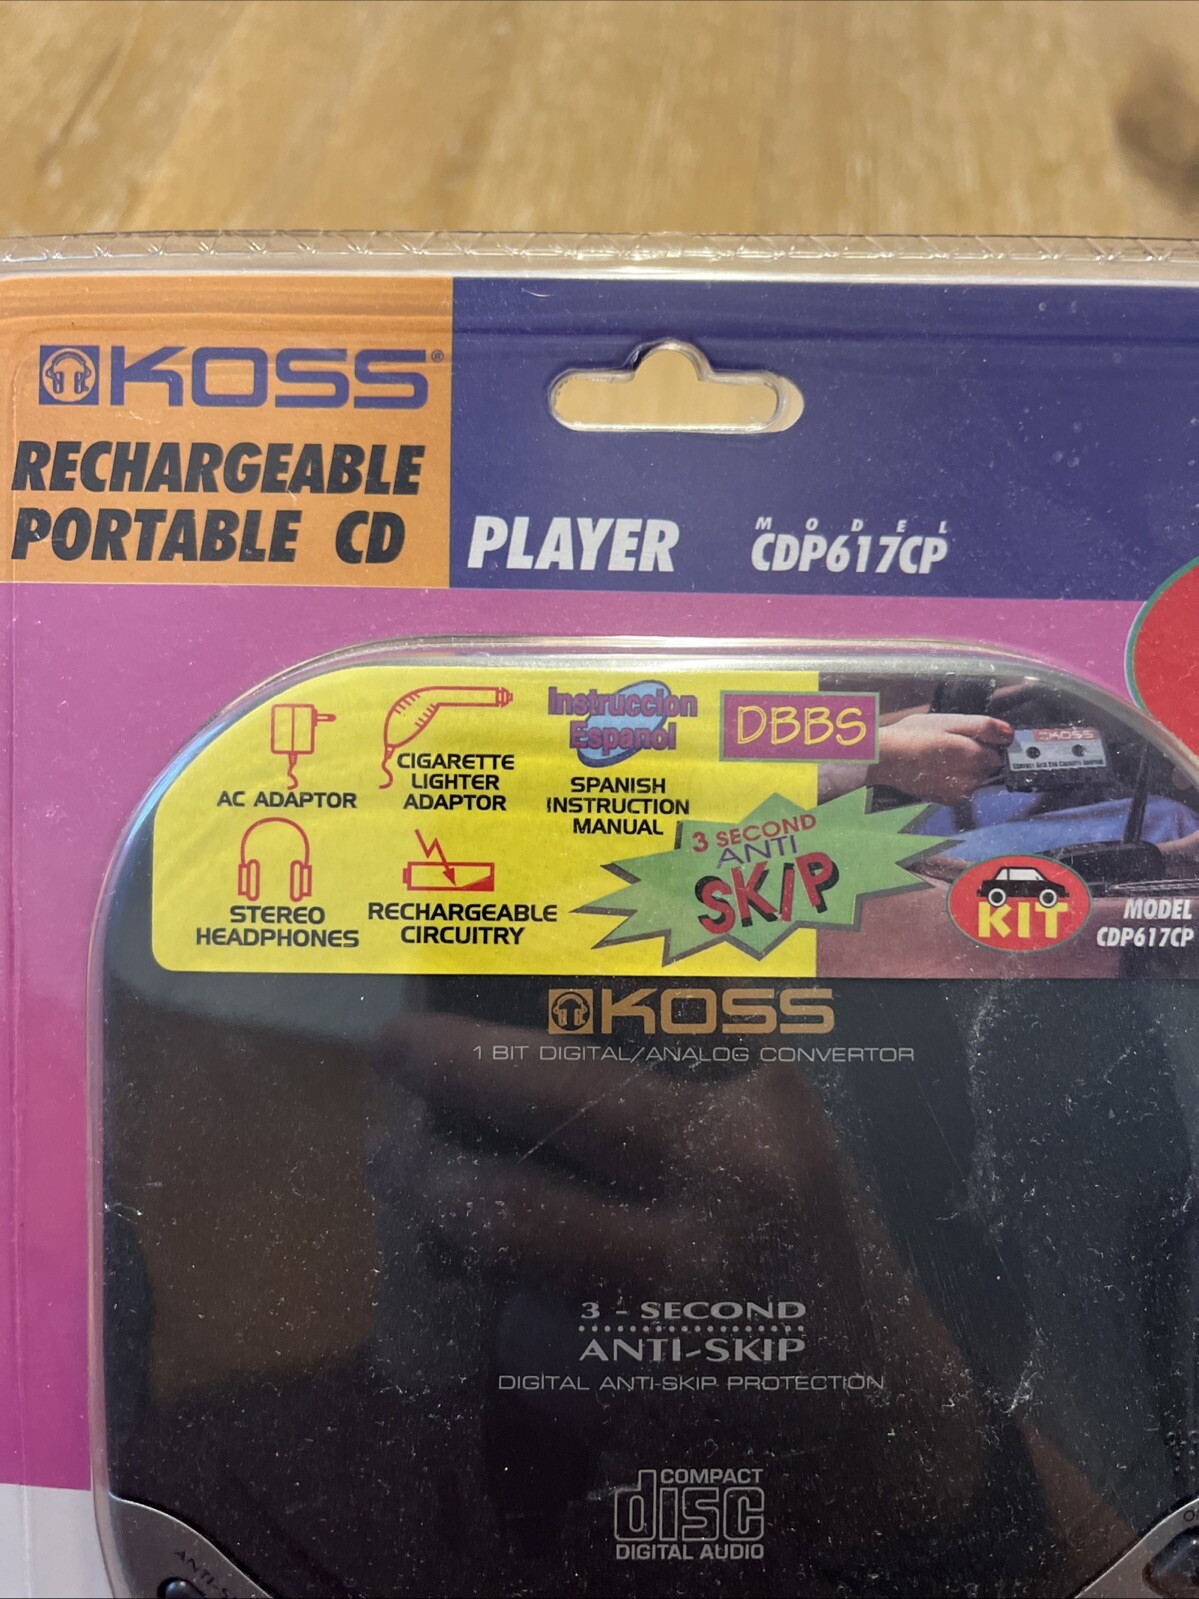 KOSS®
RECHARGEABLE
PORTABLE CD PLAYER
MODEL
CDP617CP
AC ADAPTOR
CIGARETTE
LIGHTER
ADAPTOR
Instruccion
Espanol
SPANISH
INSTRUCTION
MANUAL
DBBS
KOSS
STEREO
HEADPHONES
RECHARGEABLE
CIRCUITRY
3 SECOND
ANTI
SKIP
KIT
MODEL
CDP617CP
KOSS
1 BIT DIGITAL/ANALOG CONVERTOR
3 - SECOND
ANTI-SKIP
DIGITAL ANTI-SKIP PROTECTION
COMPACT
disc
DIGITAL AUDIO